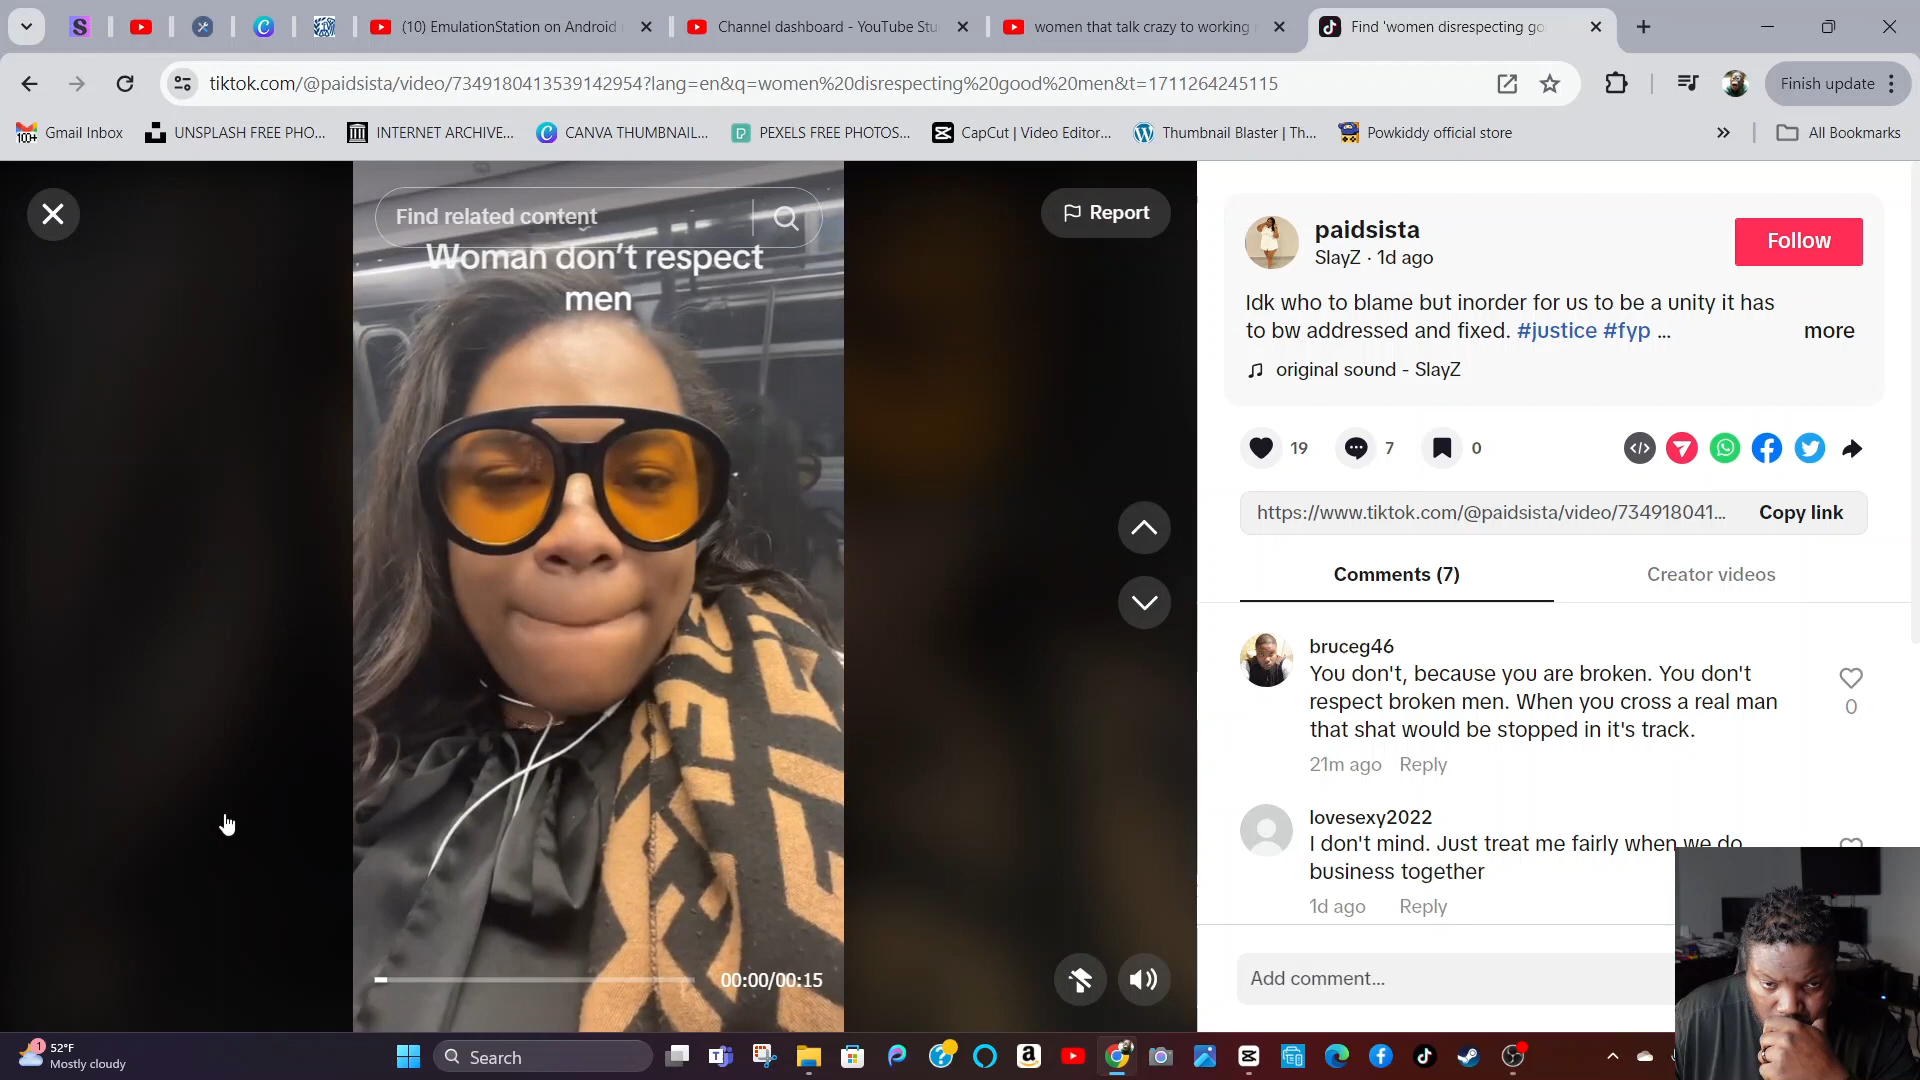 (10) EmulationStation on Android
Channel dashboard - YouTube Stu
women that talk crazy to working
Find 'women disrespecting go
tiktok.com/@paidsista/video/7349180413539142954?lang=en&q=women%20disrespecting%20good%20men&t=1711264245115
Finish update
Gmail Inbox
UNSPLASH FREE PHO...
INTERNET ARCHIVE...
CANVA THUMBNAIL...
PEXELS FREE PHOTOS...
CapCut | Video Editor...
Thumbnail Blaster | Th...
Powkiddy official store
All Bookmarks
Find related content
Report
Woman don't respect
men
00:00/00:15
paidsista
SlayZ · 1d ago
Follow
Idk who to blame but inorder for us to be a unity it has
to bw addressed and fixed. #justice #fyp ...
more
original sound - SlayZ
19
7
0
https://www.tiktok.com/@paidsista/video/734918041...
Copy link
Comments (7)
Creator videos
bruceg46
You don't, because you are broken. You don't
respect broken men. When you cross a real man
that shat would be stopped in it's track.
0
21m ago
Reply
lovesexy2022
I don't mind. Just treat me fairly when we do
business together
1d ago
Reply
Add comment...
1
52°F
Mostly cloudy
Search